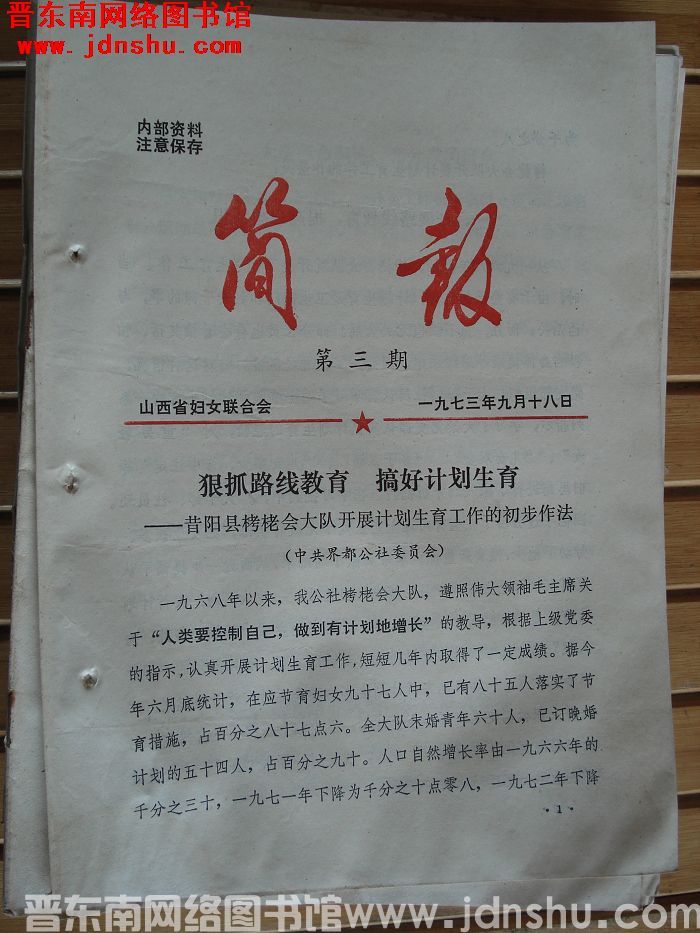 晋东南网络图书馆
www.jdnshu.com
内部资料
注意保存
简报
第三期
山西省妇女联合会 一九七三年九月十八日
狠抓路线教育 搞好计划生育
——昔阳县栲栳会大队开展计划生育工作的初步作法
(中共界都公社委员会)
一九六八年以来，我公社栲栳会大队，遵照伟大领袖毛主席关
于“人类要控制自己，做到有计划地增长”的教导，根据上级党委
的指示，认真开展计划生育工作，短短几年内取得了一定成绩。据今
年六月底统计，在应节育妇女九十七人中，已有八十五人落实了节
育措施，占百分之八十七点六。全大队未婚青年六十人，已订晚婚
计划的五十四人，占百分之九十。人口自然增长率由一九六六年的
千分之三十，一九七一年下降为千分之十点零八，一九七二年下降
·1·
晋东南网络图书馆www.jdnshu.com